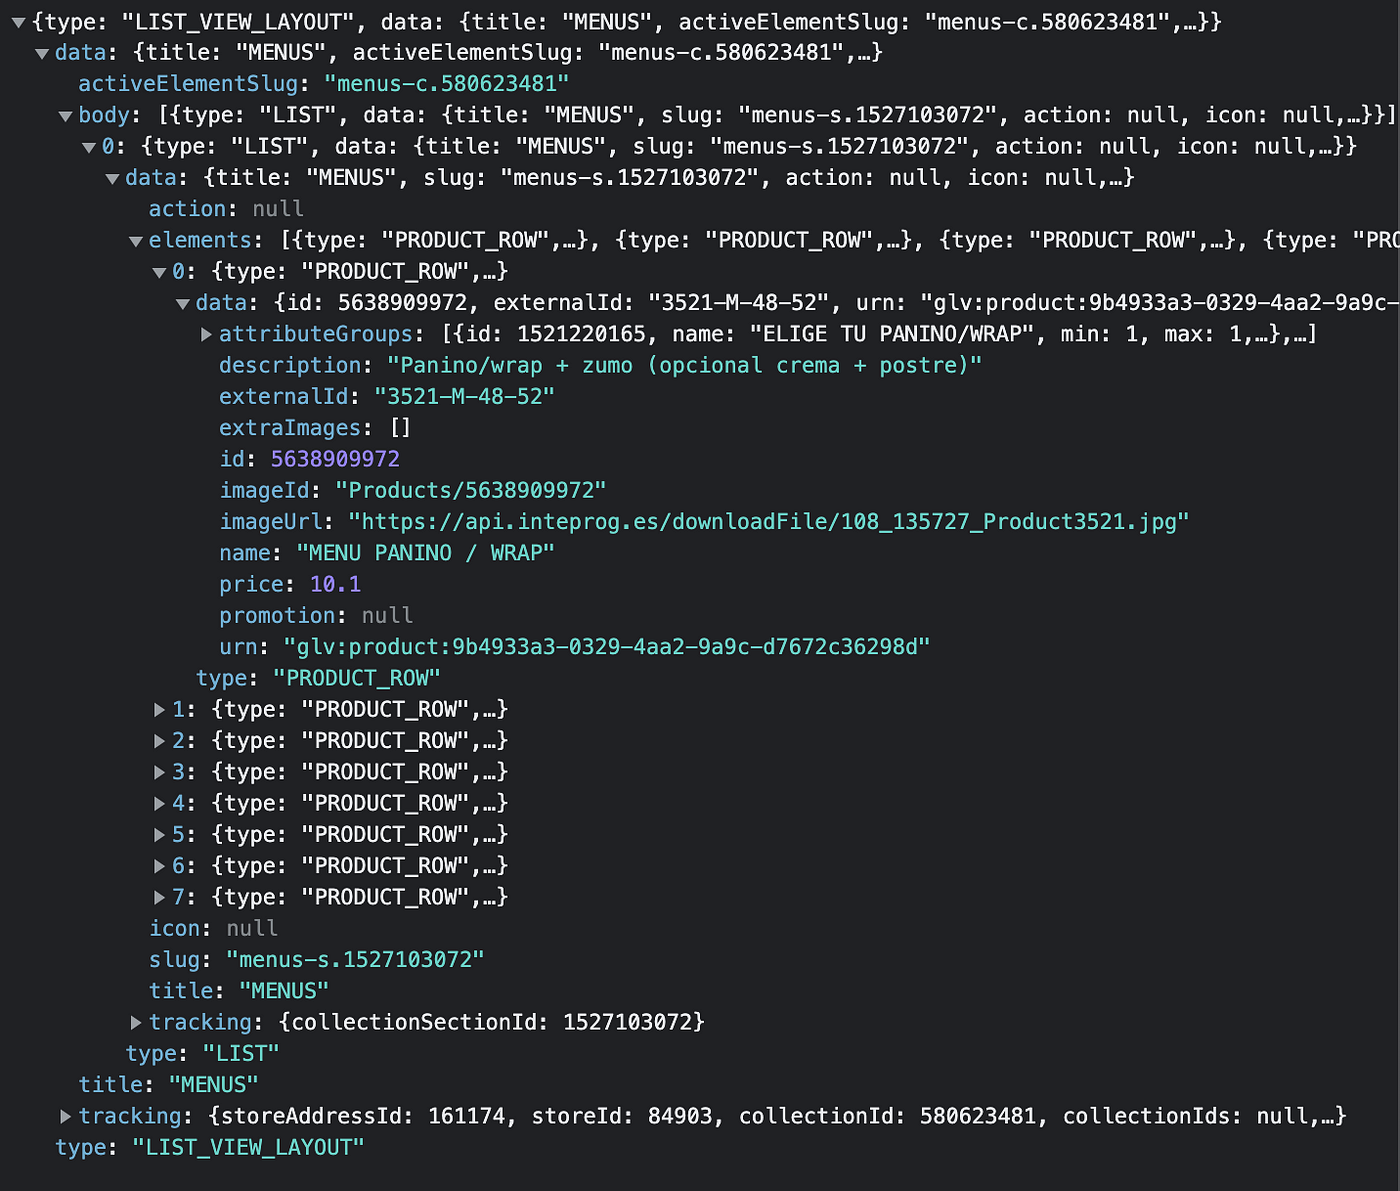 {type: "LIST_VIEW_LAYOUT", data: {title: "MENUS", activeElementSlug: "menus-c.580623481",…}}
data: {title: "MENUS", activeElementSlug: "menus-c.580623481",…}
activeElementSlug: "menus-c.580623481"
body: [{type: "LIST", data: {title: "MENUS", slug: "menus-s.1527103072", action: null, icon: null,…}}]
0: {type: "LIST", data: {title: "MENUS", slug: "menus-s.1527103072", action: null, icon: null,…}}
data: {title: "MENUS", slug: "menus-s.1527103072", action: null, icon: null,…}
action: null
elements: [{type: "PRODUCT_ROW",…}, {type: "PRODUCT_ROW",…}, {type: "PRODUCT_ROW",…}, {type: "PRO
0: {type: "PRODUCT_ROW",…}
data: {id: 5638909972, externalId: "3521-M-48-52", urn: "glv:product:9b4933a3-0329-4aa2-9a9c-
attributeGroups: [{id: 1521220165, name: "ELIGE TU PANINO/WRAP", min: 1, max: 1,…},…]
description: "Panino/wrap + zumo (opcional crema + postre)"
externalId: "3521-M-48-52"
extraImages: []
id: 5638909972
imageId: "Products/5638909972"
imageUrl: "https://api.inteprog.es/downloadFile/108_135727_Product3521.jpg"
name: "MENU PANINO / WRAP"
price: 10.1
promotion: null
urn: "glv:product:9b4933a3-0329-4aa2-9a9c-d7672c36298d"
type: "PRODUCT_ROW"
1: {type: "PRODUCT_ROW",…}
2: {type: "PRODUCT_ROW",…}
3: {type: "PRODUCT_ROW",…}
4: {type: "PRODUCT_ROW",…}
5: {type: "PRODUCT_ROW",…}
6: {type: "PRODUCT_ROW",…}
7: {type: "PRODUCT_ROW",…}
icon: null
slug: "menus-s.1527103072"
title: "MENUS"
tracking: {collectionSectionId: 1527103072}
type: "LIST"
title: "MENUS"
tracking: {storeAddressId: 161174, storeId: 84903, collectionId: 580623481, collectionIds: null,…}
type: "LIST_VIEW_LAYOUT"